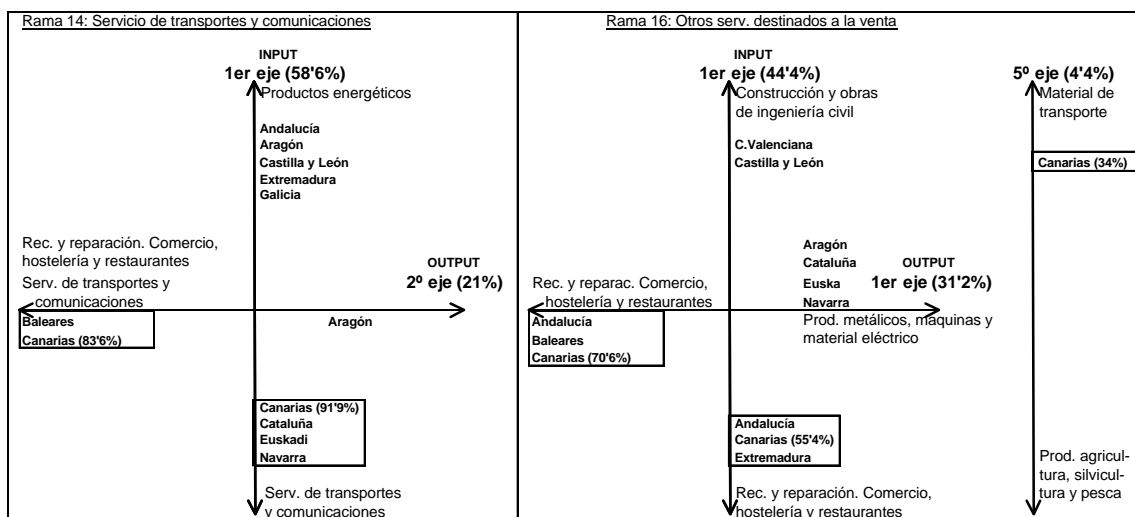 Rama 14: Servicio de transportes y comunicaciones
INPUT
1er eje (58'6%)
Productos energéticos
Andalucía
Aragón
Castilla y León
Extremadura
Galicia
Rec. y reparación. Comercio,
hostelería y restaurantes
Serv. de transportes y
comunicaciones
OUTPUT
2º eje (21%)
Baleares
Canarias (83'6%)
Aragón
Canarias (91'9%)
Cataluña
Euskadi
Navarra
Serv. de transportes
y comunicaciones
Rama 16: Otros serv. destinados a la venta
INPUT
1er eje (44'4%)
Construcción y obras
de ingeniería civil
C.Valenciana
Castilla y León
Rec. y reparac. Comercio,
hostelería y restaurantes
Aragón
Cataluña
Euska
Navarra
OUTPUT
1er eje (31'2%)
Prod. metálicos, maquinas y
material eléctrico
Andalucía
Baleares
Canarias (70'6%)
Andalucía
Canarias (55'4%)
Extremadura
Rec. y reparación. Comercio,
hostelería y restaurantes
5º eje (4'4%)
Material de
transporte
Canarias (34%)
Prod. agricul-
tura, silvicul-
tura y pesca